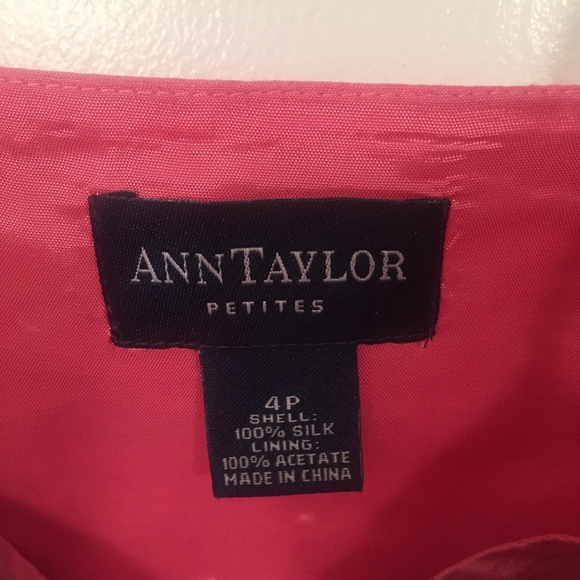 ANNTAYLOR
PETITES
4P
SHELL:
100% SILK
LINING:
100% ACETATE
MADE IN CHINA